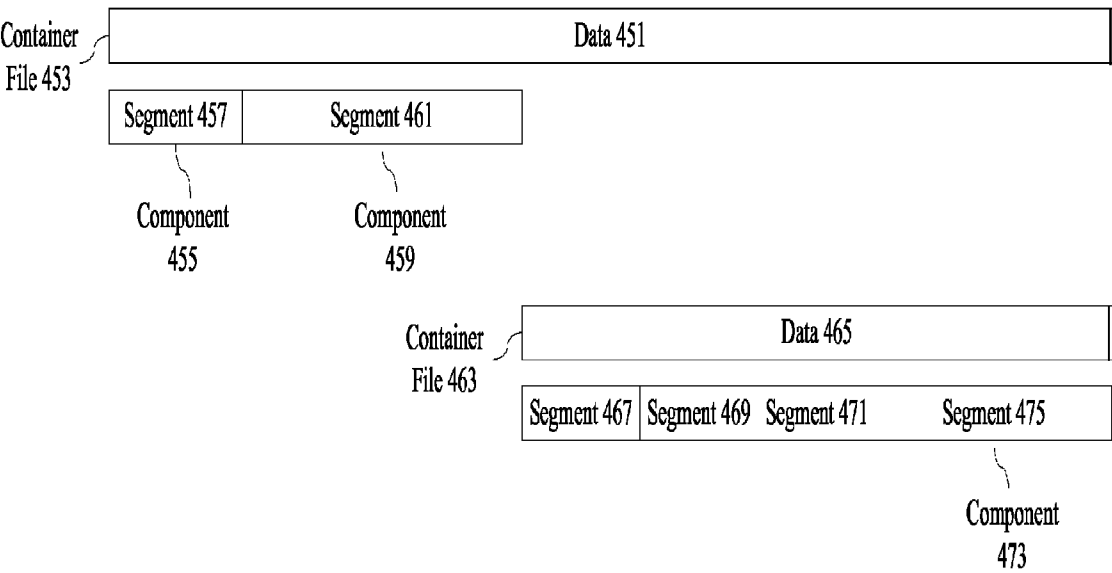 Container
File 453
Data 451
Segment 457
Segment 461
Component
455
Component
459
Container
File 463
Data 465
Segment 467
Segment 469
Segment 471
Segment 475
Component
473